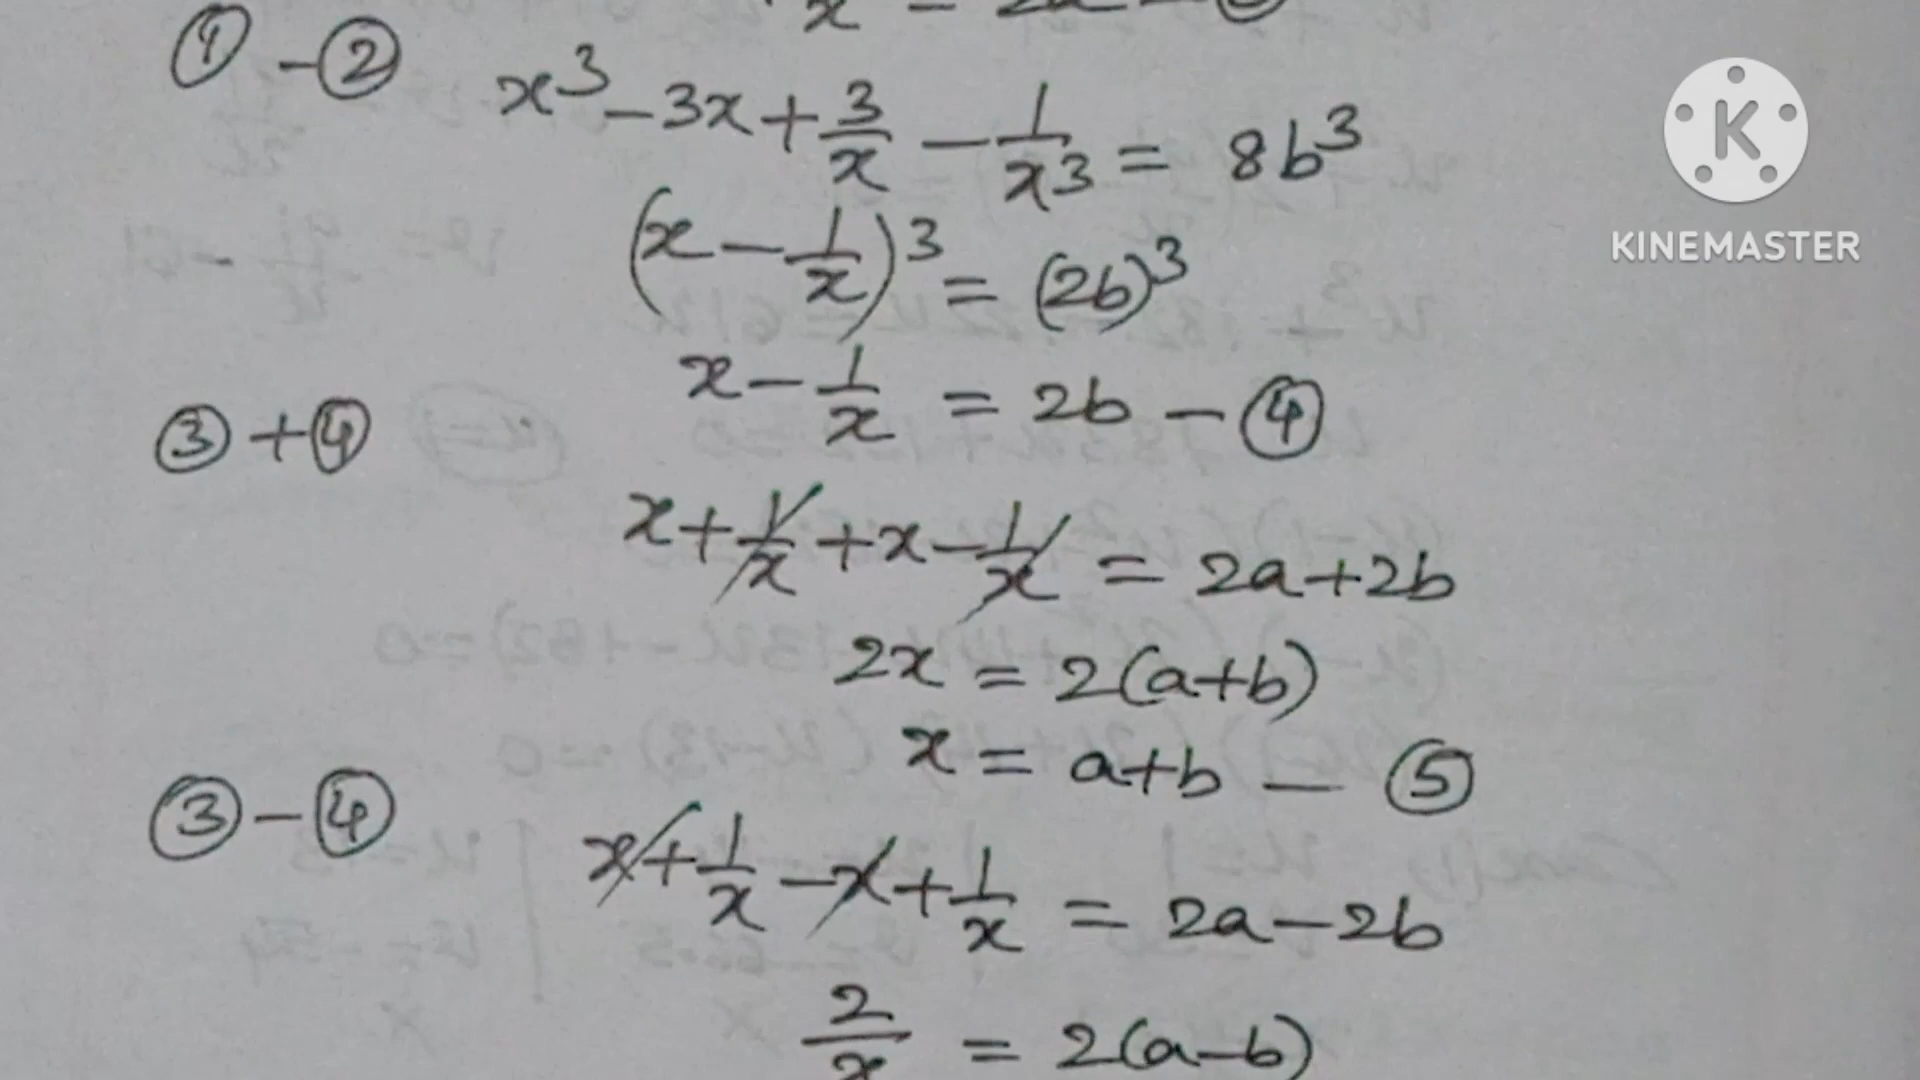 ① - ② x³ - 3x + 3/x - 1/x³ = 8b³
(x - 1/x)³ = (2b)³
x - 1/x = 2b - ④
③ + ④
x + 1/x + x - 1/x = 2a + 2b
2x = 2(a+b)
x = a+b - ⑤
③ - ④
x + 1/x - x + 1/x = 2a - 2b
2/x = 2(a-b)
KINEMASTER